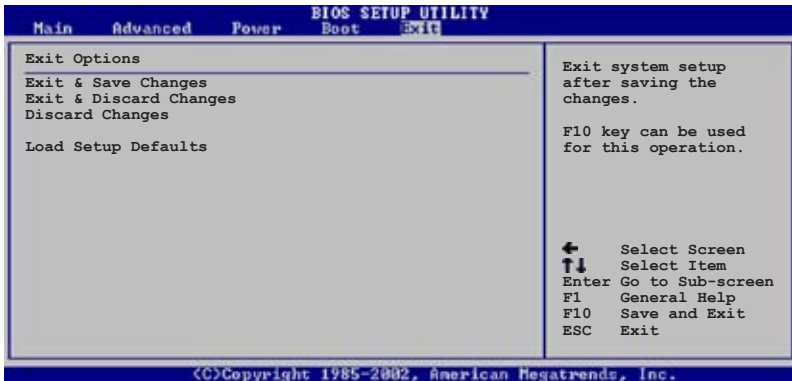 BIOS SETUP UTILITY
Main Advanced Power Boot Exit
Exit Options
Exit & Save Changes
Exit & Discard Changes
Discard Changes
Load Setup Defaults
Exit system setup
after saving the
changes.
F10 key can be used
for this operation.
← Select Screen
↑↓ Select Item
Enter Go to Sub-screen
F1 General Help
F10 Save and Exit
ESC Exit
(C)Copyright 1985-2002, American Megatrends, Inc.